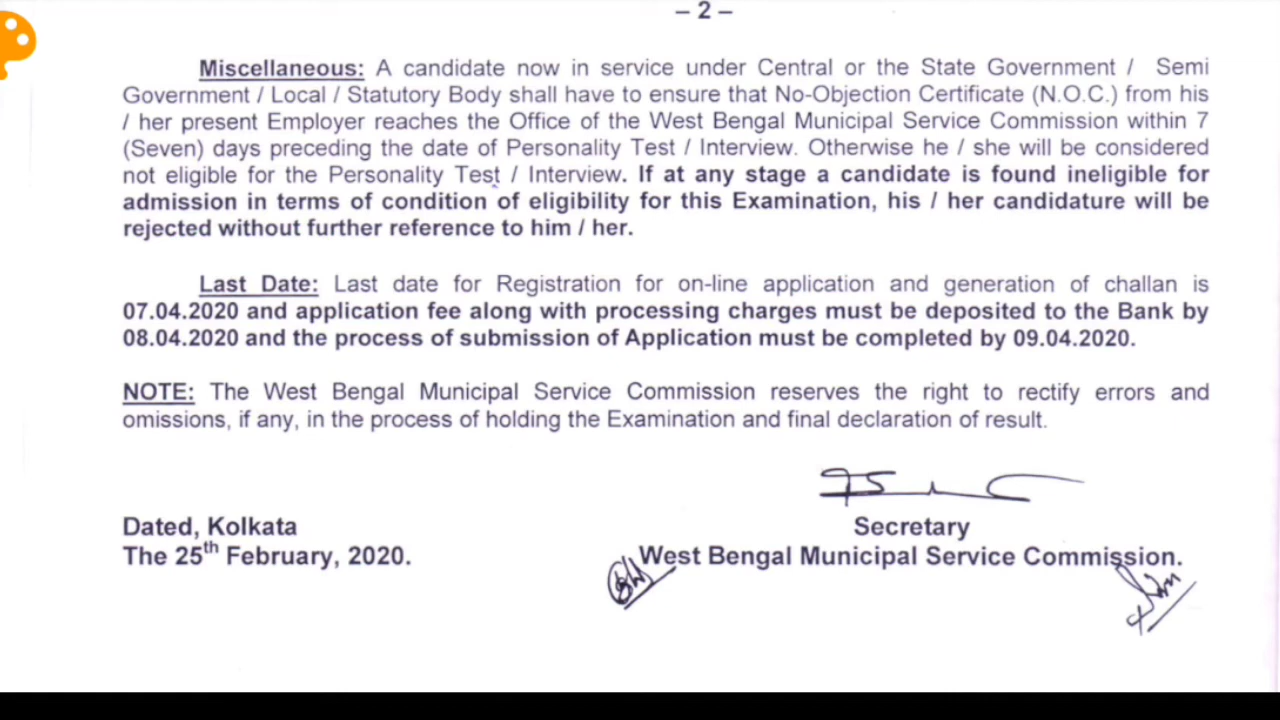 – 2 –
Miscellaneous: A candidate now in service under Central or the State Government / Semi
Government / Local / Statutory Body shall have to ensure that No-Objection Certificate (N.O.C.) from his
/ her present Employer reaches the Office of the West Bengal Municipal Service Commission within 7
(Seven) days preceding the date of Personality Test / Interview. Otherwise he / she will be considered
not eligible for the Personality Test / Interview. If at any stage a candidate is found ineligible for
admission in terms of condition of eligibility for this Examination, his / her candidature will be
rejected without further reference to him / her.
Last Date: Last date for Registration for on-line application and generation of challan is
07.04.2020 and application fee along with processing charges must be deposited to the Bank by
08.04.2020 and the process of submission of Application must be completed by 09.04.2020.
NOTE: The West Bengal Municipal Service Commission reserves the right to rectify errors and
omissions, if any, in the process of holding the Examination and final declaration of result.
Dated, Kolkata
The 25th February, 2020.
Secretary
West Bengal Municipal Service Commission.